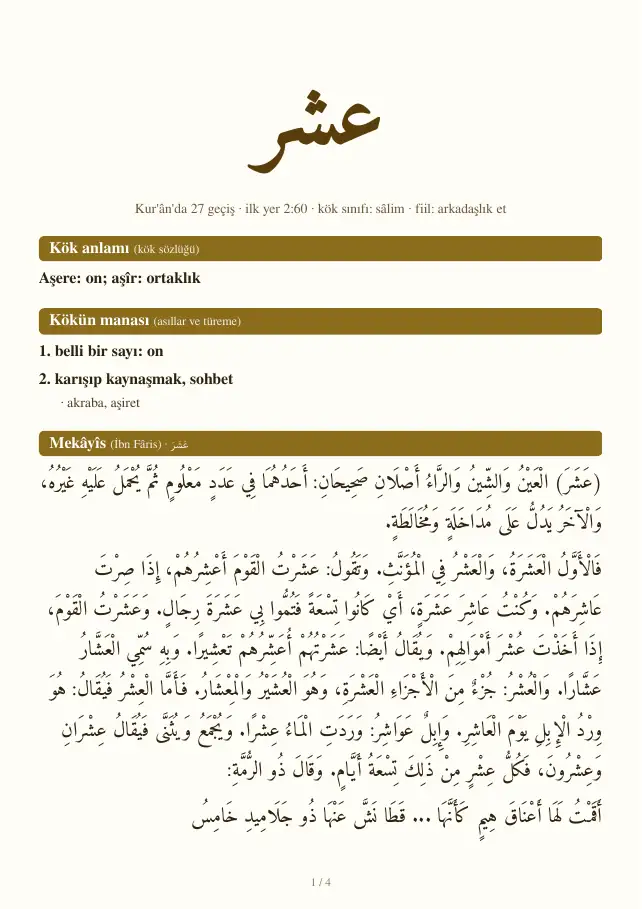 عشر
Kur'ân'da 27 geçiş · ilk yer 2:60 · kök sınıfı: sâlim · fiil: arkadaşlık et
Kök anlamı (kök sözlüğü)
Aşere: on; aşîr: ortaklık
Kökün manası (asıllar ve türeme)
1. belli bir sayı: on
2. karışıp kaynaşmak, sohbet
· akraba, aşiret
Mekâyîs (İbn Fâris) · عَشَرَ
(عَشَرَ) الْعَيْنُ وَالشِّينُ وَالرَّاءُ أَصْلَانِ صَحِيحَانِ: أَحَدُهُمَا فِي عَدَدٍ مَعْلُومٍ ثُمَّ يُحْمَلُ عَلَيْهِ غَيْرُهُ،
وَالْآخَرُ يَدُلُّ عَلَى مُدَاخَلَةٍ وَمُخَالَطَةٍ.
فَالْأَوَّلُ الْعَشَرَةُ، وَالْعَشْرُ فِي الْمُؤَنَّثِ. وَتَقُولُ: عَشَرْتُ الْقَوْمَ أَعْشِرُهُمْ، إِذَا صِرْتَ
عَاشِرَهُمْ. وَكُنْتُ عَاشِرَ عَشَرَةٍ، أَيْ كَانُوا تِسْعَةً فَتُمُّوا بِي عَشَرَةَ رِجَالٍ. وَعَشَرْتُ الْقَوْمَ،
إِذَا أَخَذْتَ عُشْرَ أَمْوَالِهِمْ. وَيُقَالُ أَيْضًا: عَشَّرْتُهُمْ أُعَشِّرُهُمْ تَعْشِيرًا. وَبِهِ سُمِّيَ الْعَشَّارُ
عَشَّارًا. وَالْعُشْرُ: جُزْءٌ مِنَ الْأَجْزَاءِ الْعَشَرَةِ، وَهُوَ الْعُشَيْرُ وَالْمِعْشَارُ. فَأَمَّا الْعِشْرُ فَيُقَالُ: هُوَ
وِرْدُ الْإِبِلِ يَوْمَ الْعَاشِرِ. وَإِبِلٌ عَوَاشِرُ: وَرَدَتِ الْمَاءَ عِشْرًا. وَيُجْمَعُ وَيُثَنَّى فَيُقَالُ عِشْرَانِ
وَعِشْرُونَ، فَكُلُّ عِشْرٍ مِنْ ذَلِكَ تِسْعَةُ أَيَّامٍ. وَقَالَ ذُو الرُّمَّةِ:
أَقَمْتُ لَهَا أَعْنَاقَ هِيمٍ كَأَنَّهَا ... قَطَا نَشَّ عَنْهَا ذُو جَلَامِيدِ خَامِسُ
1 / 4